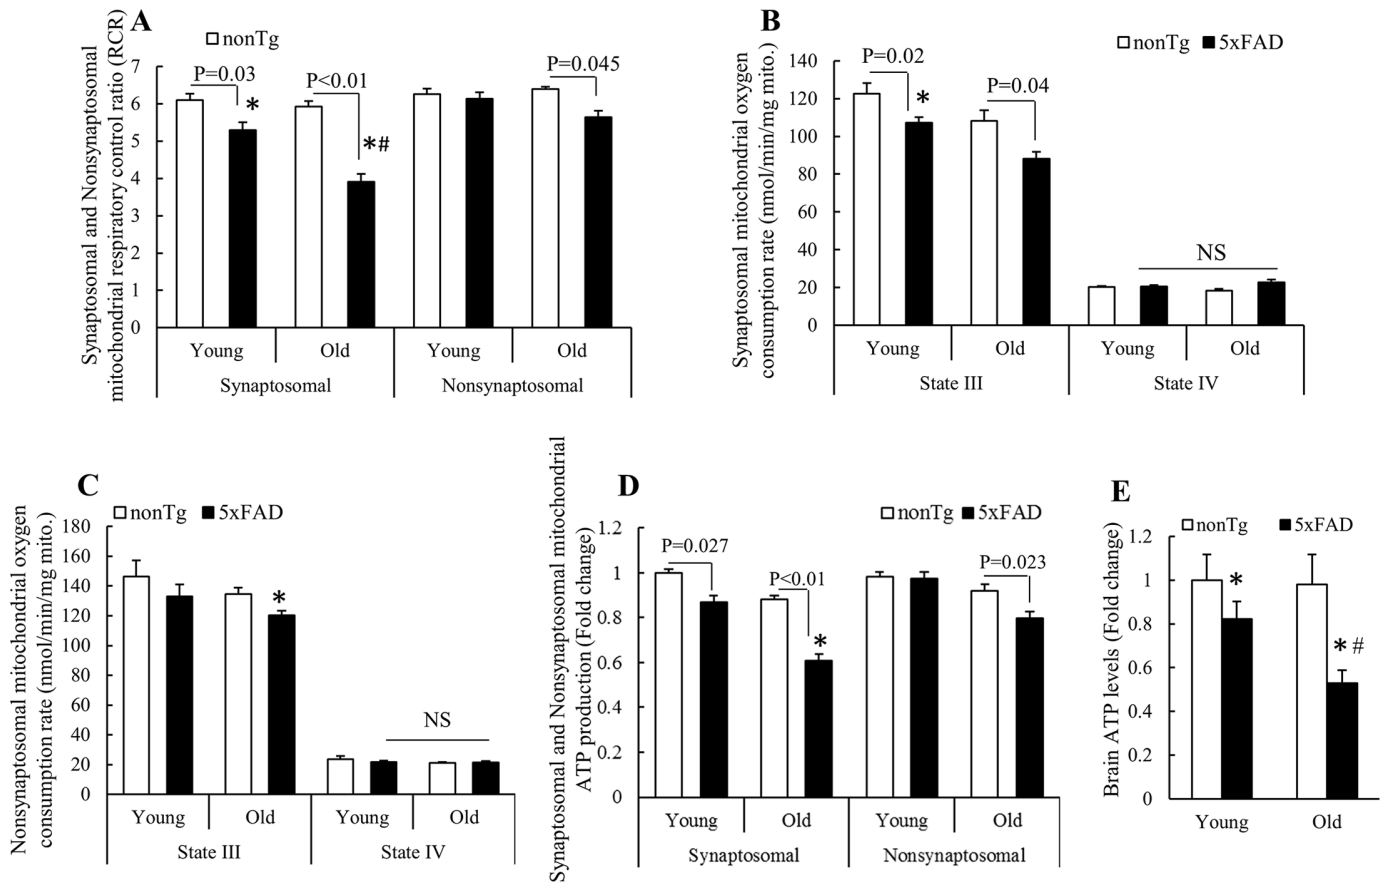 A
nonTg
Synaptosomal and Nonsynaptosomal
mitochondrial respiratory control ratio (RCR)
7
6
5
4
3
2
1
0
P=0.03
*
P<0.01
*#
P=0.045
Young
Old
Young
Old
Synaptosomal
Nonsynaptosomal
B
nonTg
5xFAD
Synaptosomal mitochondrial oxygen
consumption rate (nmol/min/mg mito.)
140
120
100
80
60
40
20
0
P=0.02
*
P=0.04
NS
Young
Old
Young
Old
State III
State IV
C
nonTg
5xFAD
Nonsynaptosomal mitochondrial oxygen
consumption rate (nmol/min/mg mito.)
180
160
140
120
100
80
60
40
20
0
*
NS
Young
Old
Young
Old
State III
State IV
D
nonTg
5xFAD
Synaptosomal and Nonsynaptosomal mitochondrial
ATP production (Fold change)
1.2
1
0.8
0.6
0.4
0.2
0
P=0.027
P<0.01
*
P=0.023
Young
Old
Young
Old
Synaptosomal
Nonsynaptosomal
E
nonTg
5xFAD
Brain ATP levels (Fold change)
1.2
1
0.8
0.6
0.4
0.2
0
*
* #
Young
Old